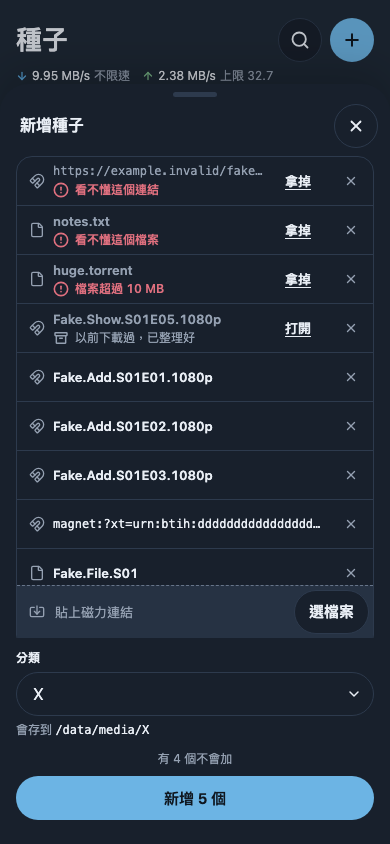 種子
↓ 9.95 MB/s 不限速 ↑ 2.38 MB/s 上限 32.7
新增種子
https://example.invalid/fake…
看不懂這個連結
拿掉
notes.txt
看不懂這個檔案
拿掉
huge.torrent
檔案超過 10 MB
拿掉
Fake.Show.S01E05.1080p
以前下載過，已整理好
打開
Fake.Add.S01E01.1080p
Fake.Add.S01E02.1080p
Fake.Add.S01E03.1080p
magnet:?xt=urn:btih:dddddddddddddddd…
Fake.File.S01
貼上磁力連結
選檔案
分類
X
會存到 /data/media/X
有 4 個不會加
新增 5 個